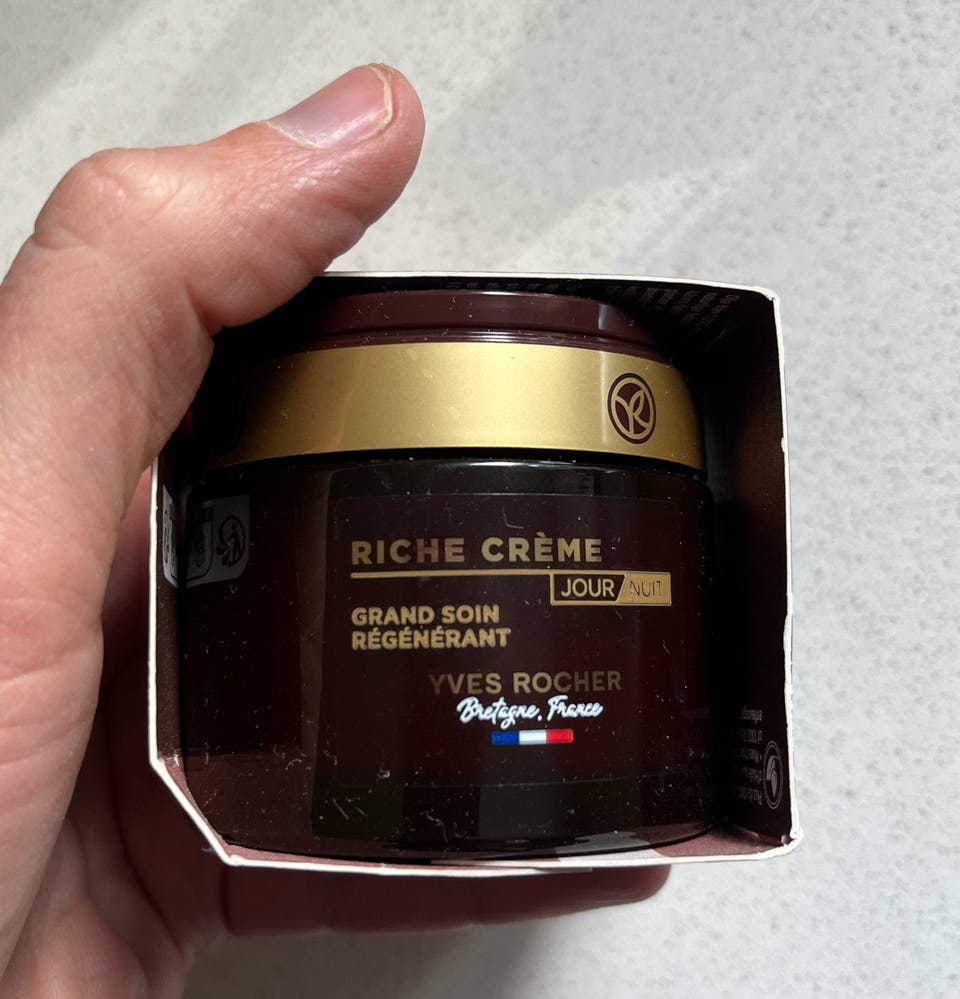 RICHE CRÈME
JOUR/NUIT
GRAND SOIN
RÉGÉNÉRANT
YVES ROCHER
Bretagne, France